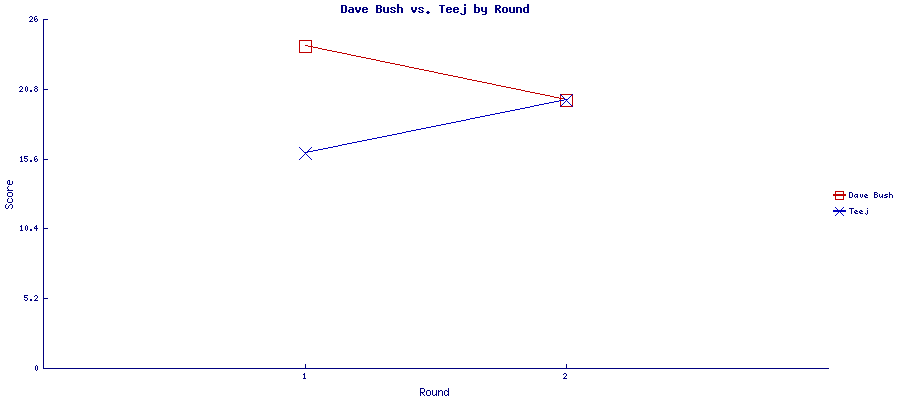 Dave Bush vs. Teej by Round
26
20.8
15.6
10.4
5.2
0
Score
1
2
Round
Dave Bush
Teej